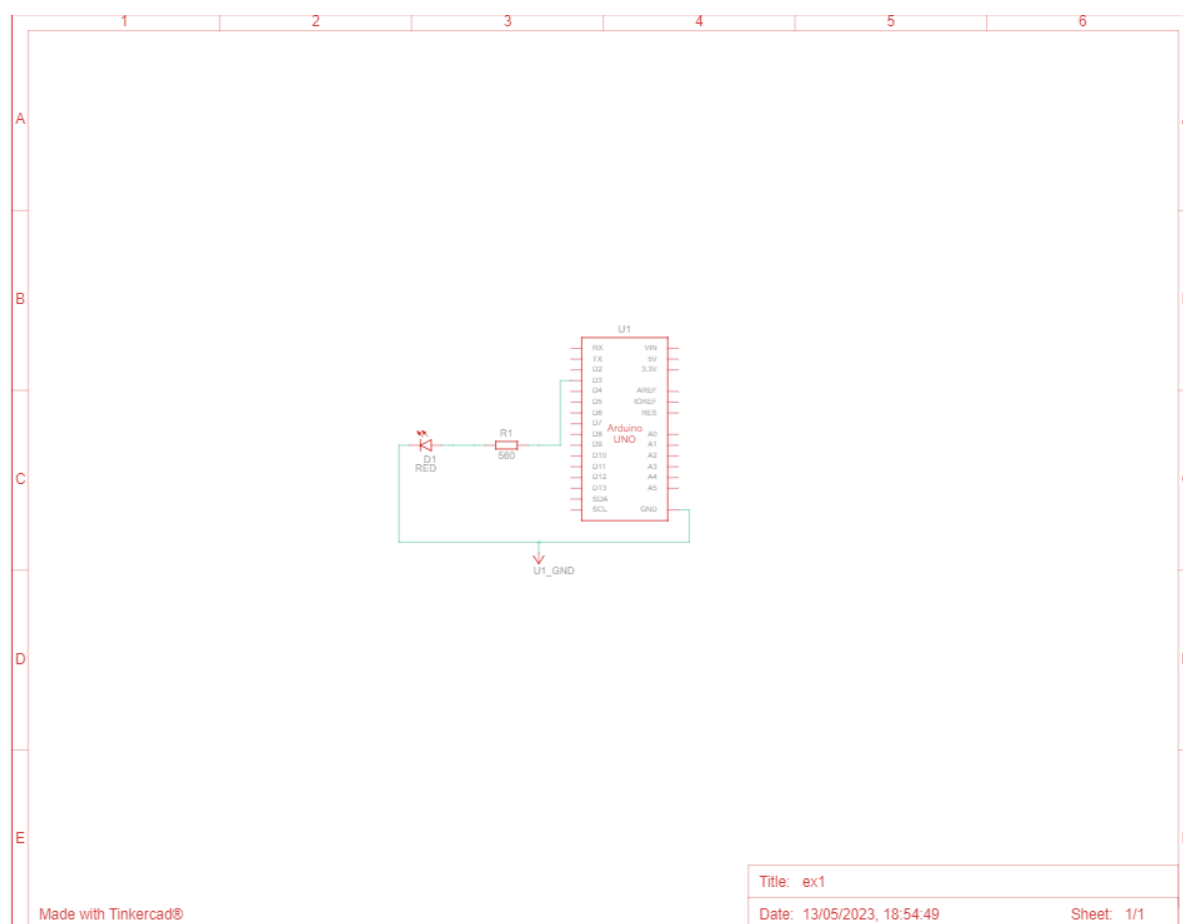 1 2 3 4 5 6
A
B
U1
RX VIN
TX 5V
D2 3.3V
D3
D4 AREF
D5 IOREF
D6 RES
D7
Arduino
UNO
D8 A0
R1
D9 A1
560
D10 A2
D1
RED
D11 A3
C
D12 A4
D13 A5
SDA
SCL GND
U1_GND
D
E
Title: ex1
Made with Tinkercad®
Date: 13/05/2023, 18:54:49 Sheet: 1/1